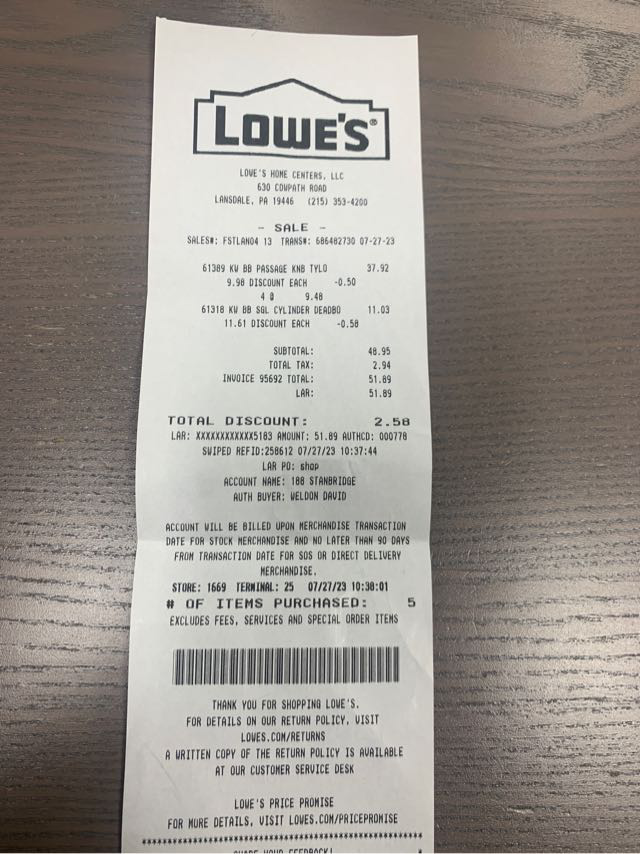 LOWE'S®
LOWE'S HOME CENTERS, LLC
630 COWPATH ROAD
LANSDALE, PA 19446 (215) 353-4200
- SALE -
SALES#: FSTLAN04 13 TRANS#: 686482730 07-27-23
61389 KW BB PASSAGE KNB TYLO 37.92
9.98 DISCOUNT EACH -0.50
4 @ 9.48
61318 KW BB SGL CYLINDER DEADBO 11.03
11.61 DISCOUNT EACH -0.58
SUBTOTAL: 48.95
TOTAL TAX: 2.94
INVOICE 95692 TOTAL: 51.89
LAR: 51.89
TOTAL DISCOUNT: 2.58
LAR: XXXXXXXXXXXX5183 AMOUNT: 51.89 AUTHCD: 000778
SWIPED REFID:258612 07/27/23 10:37:44
LAR PO: shop
ACCOUNT NAME: 188 STANBRIDGE
AUTH BUYER: WELDON DAVID
ACCOUNT WILL BE BILLED UPON MERCHANDISE TRANSACTION
DATE FOR STOCK MERCHANDISE AND NO LATER THAN 90 DAYS
FROM TRANSACTION DATE FOR SOS OR DIRECT DELIVERY
MERCHANDISE.
STORE: 1669 TERMINAL: 25 07/27/23 10:38:01
# OF ITEMS PURCHASED: 5
EXCLUDES FEES, SERVICES AND SPECIAL ORDER ITEMS
THANK YOU FOR SHOPPING LOWE'S.
FOR DETAILS ON OUR RETURN POLICY, VISIT
LOWES.COM/RETURNS
A WRITTEN COPY OF THE RETURN POLICY IS AVAILABLE
AT OUR CUSTOMER SERVICE DESK
LOWE'S PRICE PROMISE
FOR MORE DETAILS, VISIT LOWES.COM/PRICEPROMISE
****************************************************
YOUR FEEDBACK!